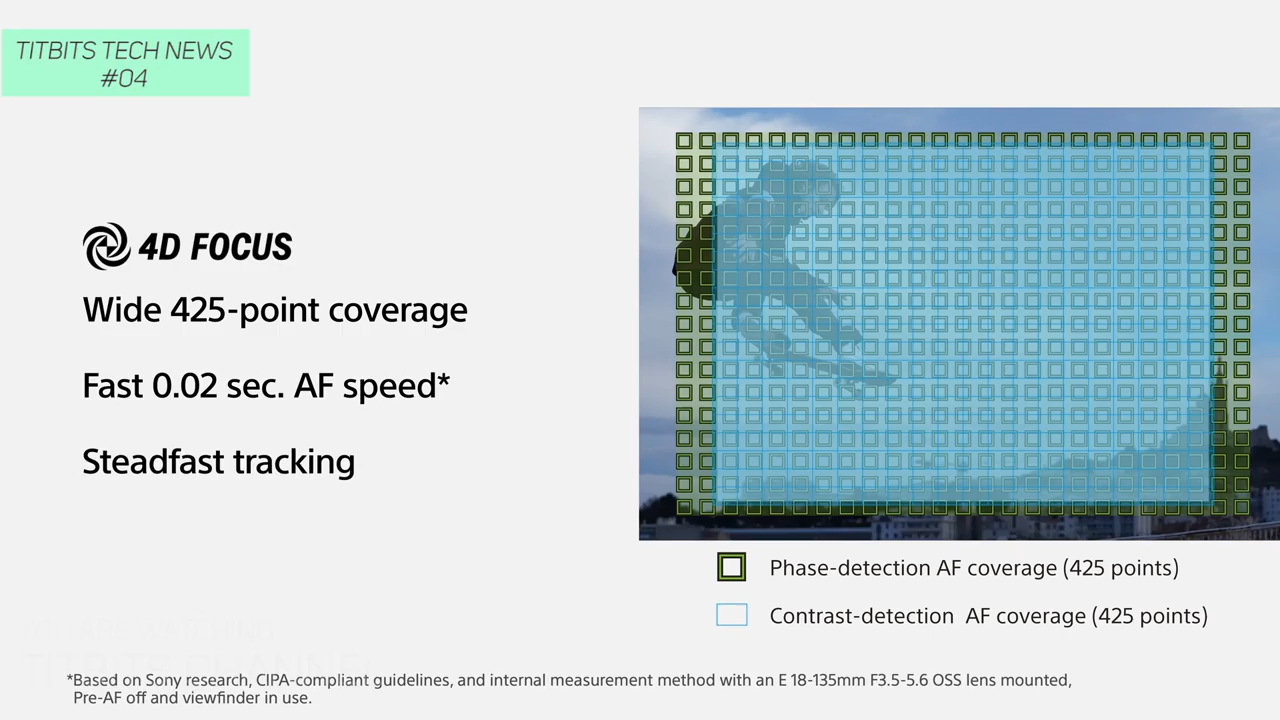 TITBITS TECH NEWS
#04
4D FOCUS
Wide 425-point coverage
Fast 0.02 sec. AF speed*
Steadfast tracking
Phase-detection AF coverage (425 points)
Contrast-detection AF coverage (425 points)
TITBITS CHANNEL
*Based on Sony research, CIPA-compliant guidelines, and internal measurement method with an E 18-135mm F3.5-5.6 OSS lens mounted,
Pre-AF off and viewfinder in use.